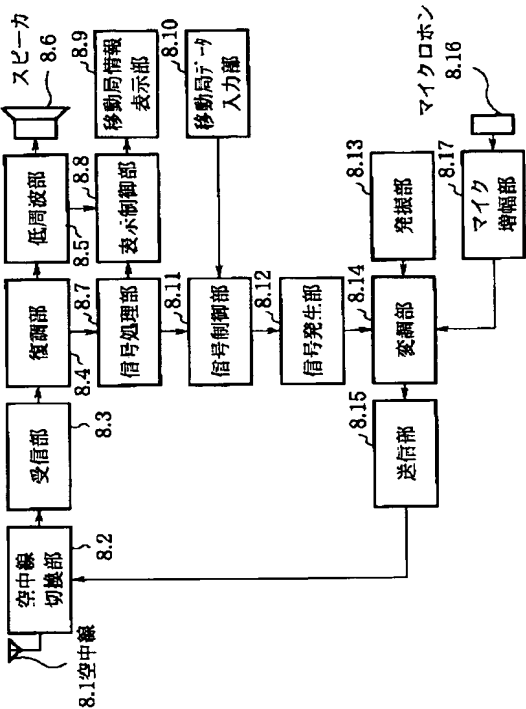 8.1空中線
空中線
切換部
8.2
受信部
8.3
復調部
8.4
低周波部
8.5
スピーカ
8.6
8.7
信号処理部
8.8
表示制御部
8.9
移動局情報
表示部
8.10
移動局データ
入力部
8.11
信号制御部
8.12
信号発生部
8.13
発振部
8.14
変調部
8.15
送信部
マイクロホン
8.16
8.17
マイク
増幅部